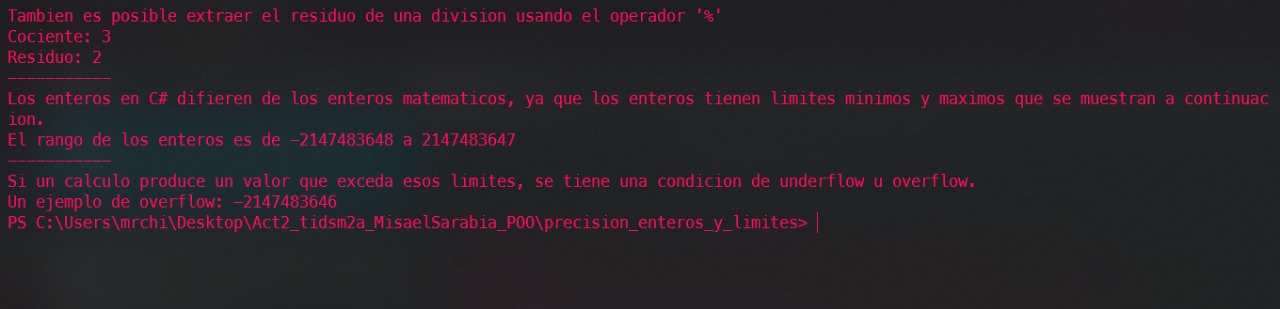 Tambien es posible extraer el residuo de una division usando el operador '%'
Cociente: 3
Residuo: 2
-----------
Los enteros en C# difieren de los enteros matematicos, ya que los enteros tienen limites minimos y maximos que se muestran a continuac
ion.
El rango de los enteros es de -2147483648 a 2147483647
-----------
Si un calculo produce un valor que exceda esos limites, se tiene una condicion de underflow u overflow.
Un ejemplo de overflow: -2147483646
PS C:\Users\mrchi\Desktop\Act2_tidsm2a_MisaelSarabia_POO\precision_enteros_y_limites>